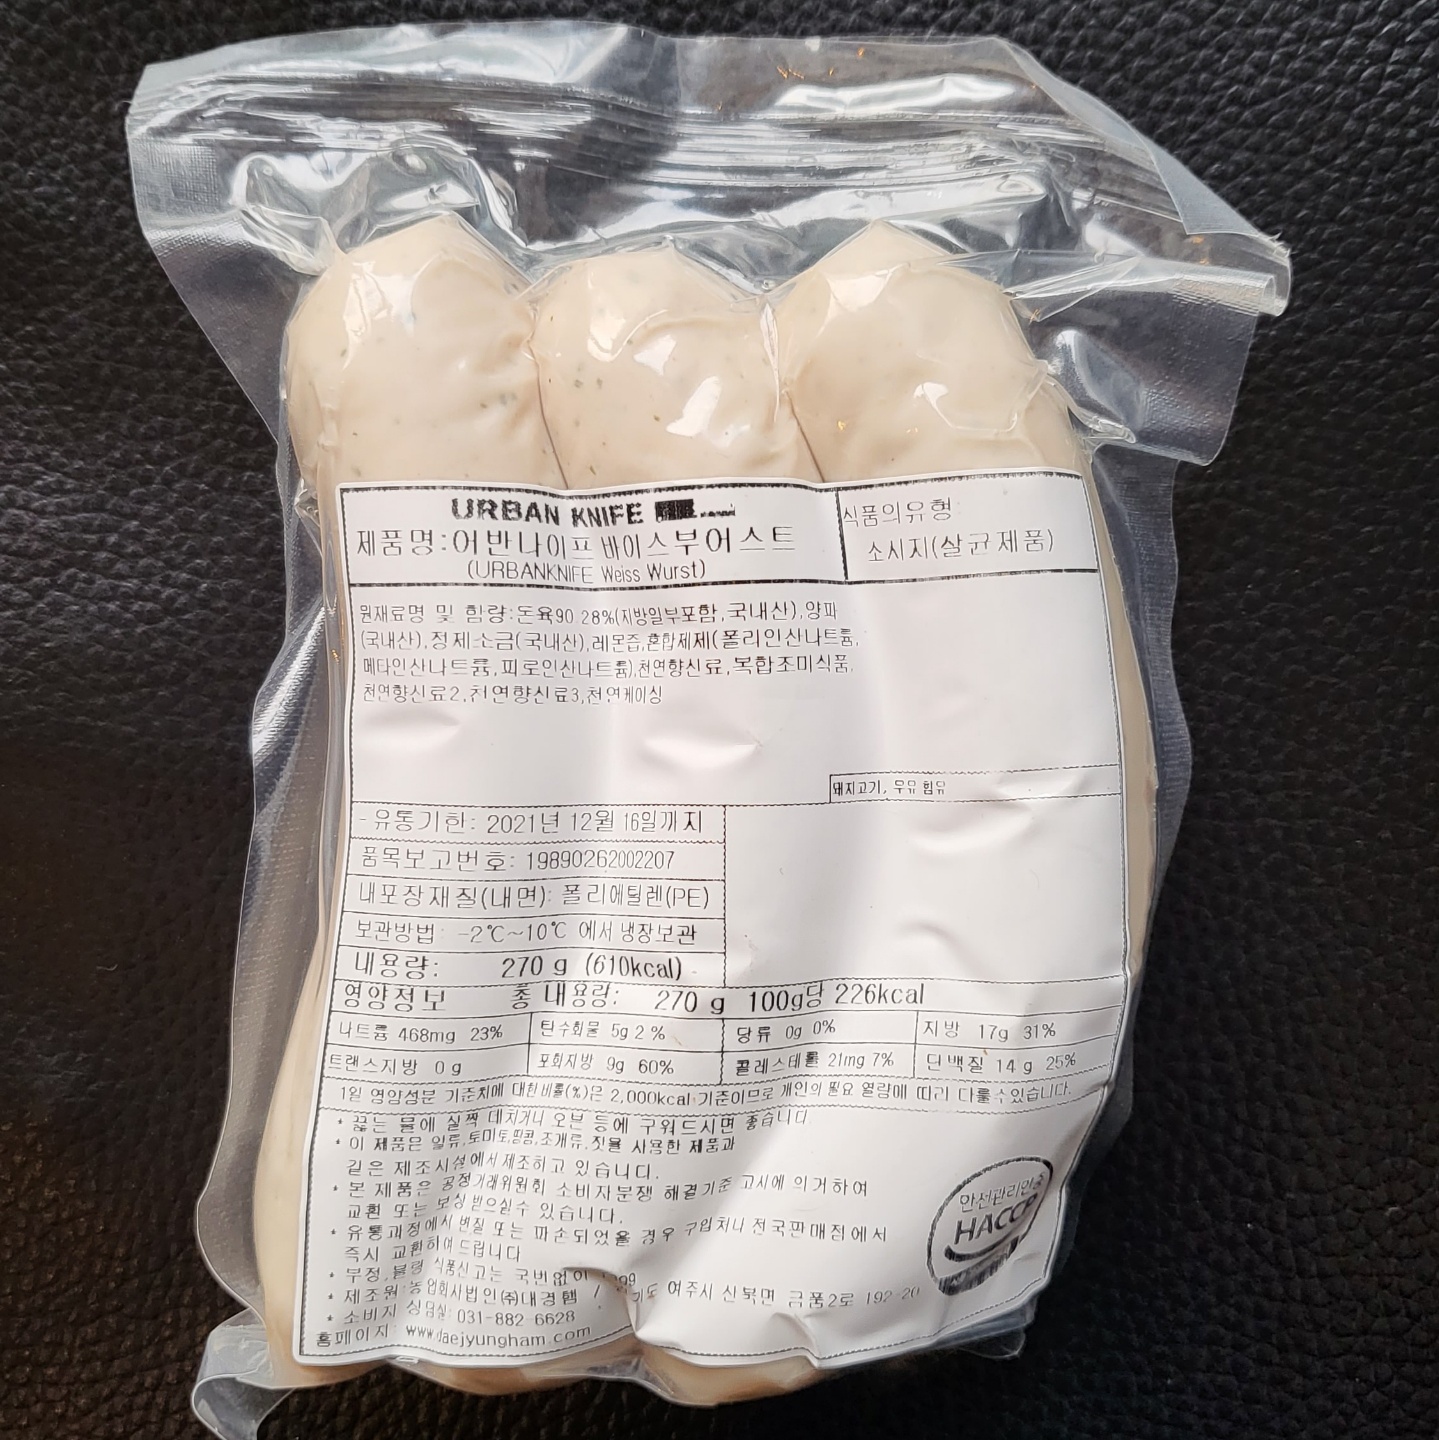 URBAN KNIFE
제품명:어반나이프 바이스부어스트
(URBANKNIFE Weiss Wurst)
식품의유형
소시지(살균제품)
원재료명 및 함량:돈육90.28%(지방일부포함,국내산),양파
(국내산),정제소금(국내산),레몬즙,혼합제제(폴리인산나트륨,
메타인산나트륨,피로인산나트륨),천연향신료,복합조미식품,
천연향신료2,천연향신료3,천연케이싱
돼지고기, 우유 함유
-유통기한: 2021년 12월 16일까지
품목보고번호: 19890262002207
내포장재질(내면): 폴리에틸렌(PE)
보관방법: -2℃~10℃ 에서 냉장보관
내용량: 270 g (610kcal)
영양정보 총 내용량: 270 g 100g당 226kcal
나트륨 468mg 23% 탄수화물 5g 2% 당류 0g 0% 지방 17g 31%
트랜스지방 0g 포화지방 9g 60% 콜레스테롤 21mg 7% 단백질 14g 25%
1일 영양성분 기준치에 대한 비율(%)은 2,000kcal 기준이므로 개인의 필요 열량에 따라 다를 수 있습니다.
* 끓는 물에 살짝 데치거나 오븐 등에 구워드시면 좋습니다
* 이 제품은 알류,토마토,땅콩,조개류,잣을 사용한 제품과
같은 제조시설에서 제조하고 있습니다.
* 본 제품은 공정거래위원회 소비자분쟁 해결기준 고시에 의거하여
교환 또는 보상 받으실수 있습니다.
* 유통과정에서 변질 또는 파손되었을 경우 구입처나 전국판매점에서
즉시 교환하여 드립니다
* 부정,불량 식품신고는 국번없이
* 제조원:농업회사법인(주)대경햄 / 여주시 산북면 금품2로 192-20
* 소비자 상담실: 031-882-6628
홈페이지: www.daejyungham.com
안전관리인증
HACCP